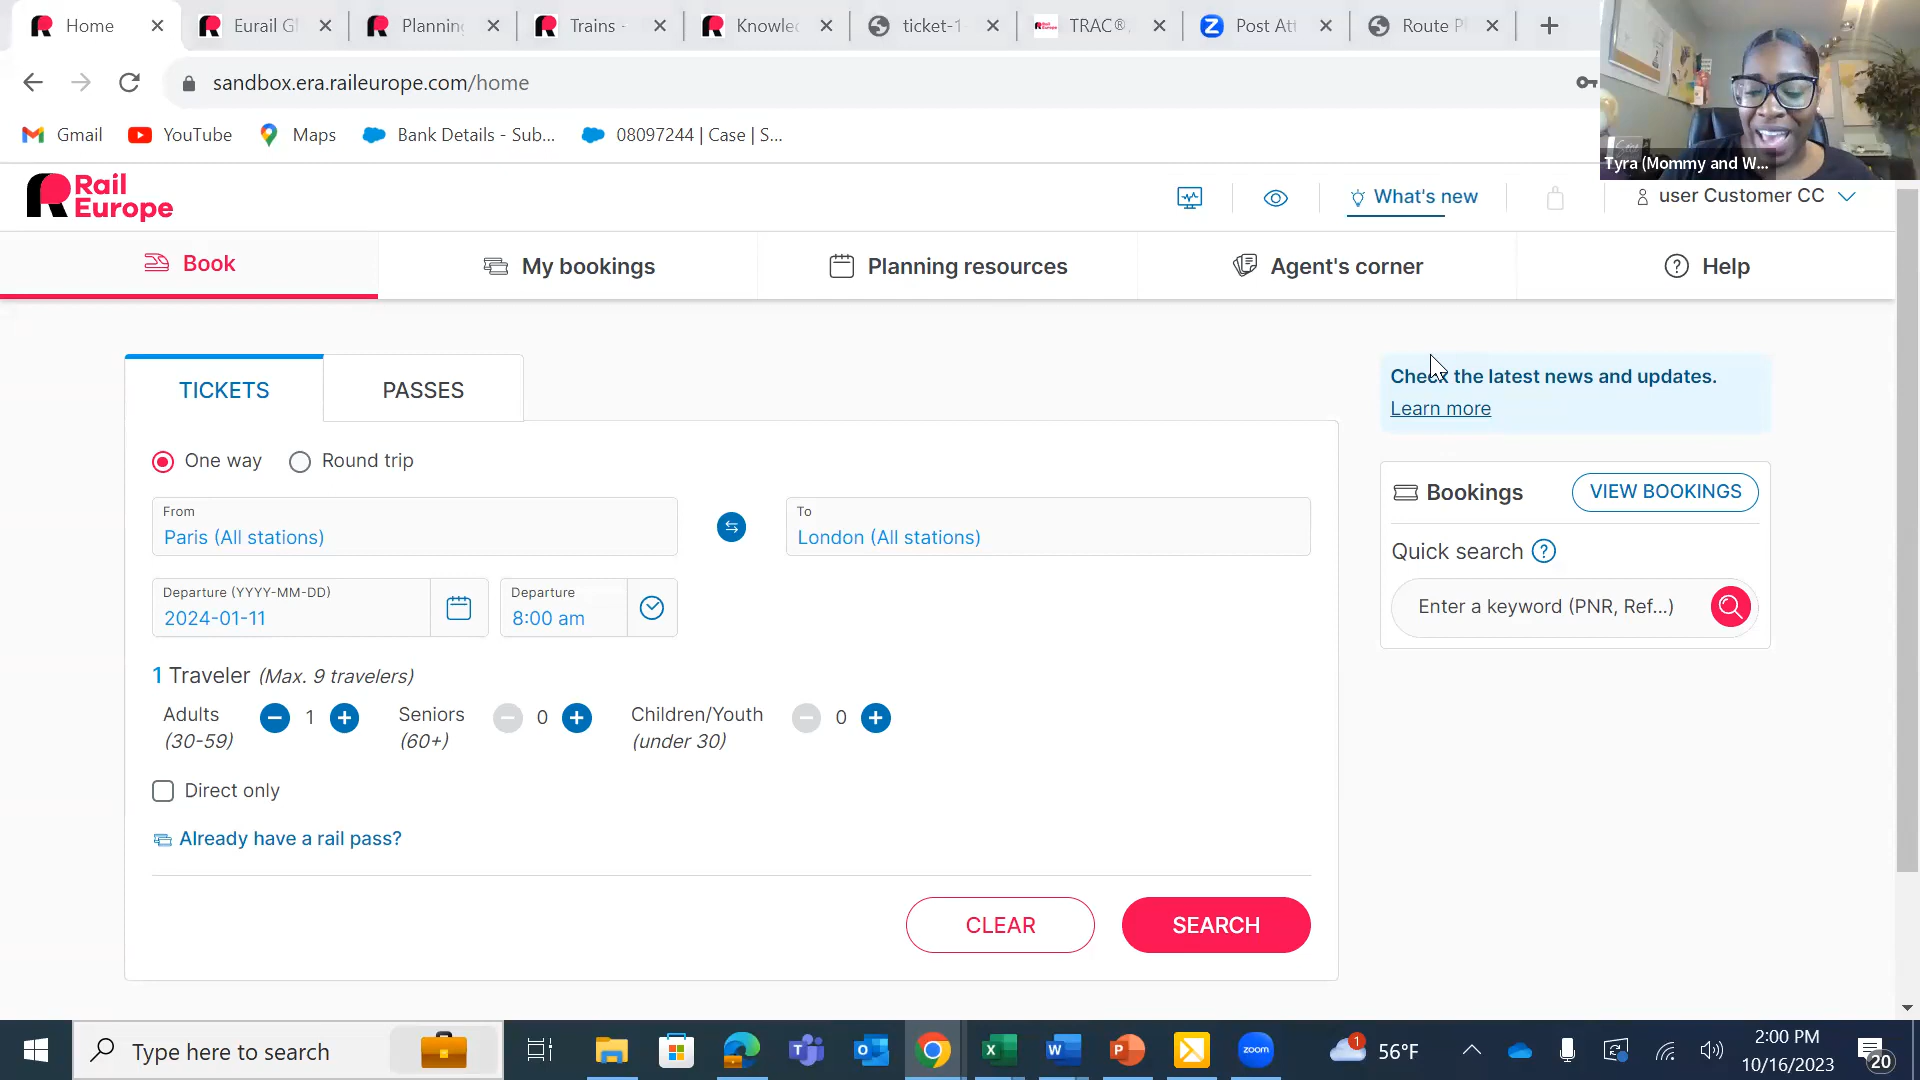 Home
Eurail Gl
Planning
Trains -
Knowlec
ticket-1
TRAC®,
Post Att
Route P
sandbox.era.raileurope.com/home
Gmail
YouTube
Maps
Bank Details - Sub...
08097244 | Case | S...
Tyra (Mommy and W...
Rail Europe
What's new
user Customer CC
Book
My bookings
Planning resources
Agent's corner
Help
TICKETS
PASSES
One way
Round trip
From
Paris (All stations)
To
London (All stations)
Departure (YYYY-MM-DD)
2024-01-11
Departure
8:00 am
1 Traveler (Max. 9 travelers)
Adults
(30-59)
1
Seniors
(60+)
0
Children/Youth
(under 30)
0
Direct only
Already have a rail pass?
CLEAR
SEARCH
Check the latest news and updates.
Learn more
Bookings
VIEW BOOKINGS
Quick search
Enter a keyword (PNR, Ref...)
Type here to search
zoom
1
56°F
2:00 PM
10/16/2023
20